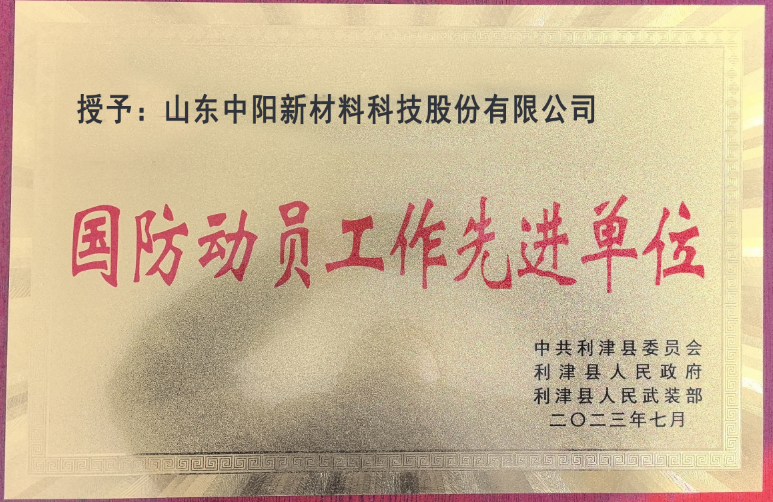 授予：山东中阳新材料科技股份有限公司
国防动员工作先进单位
中共利津县委员会
利津县人民政府
利津县人民武装部
二〇二三年七月